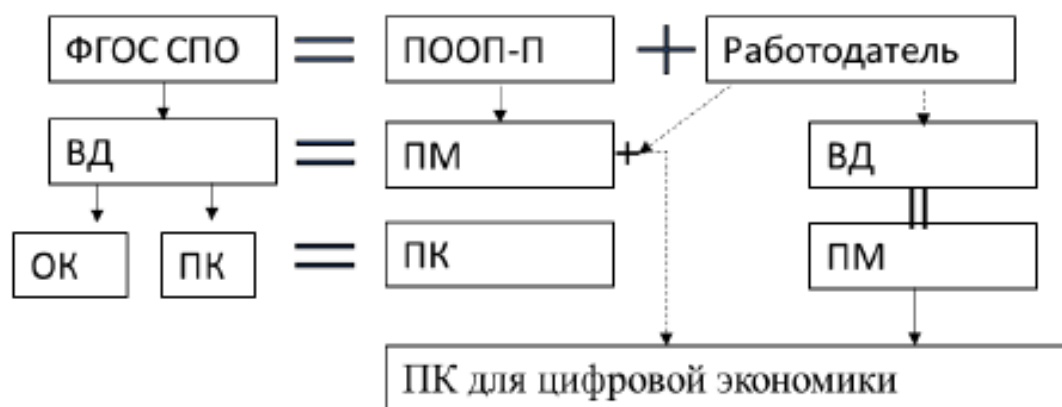 ФГОС СПО = ПООП-П + Работодатель
ВД = ПМ + ВД
ОК ПК = ПК ПМ
ПК для цифровой экономики